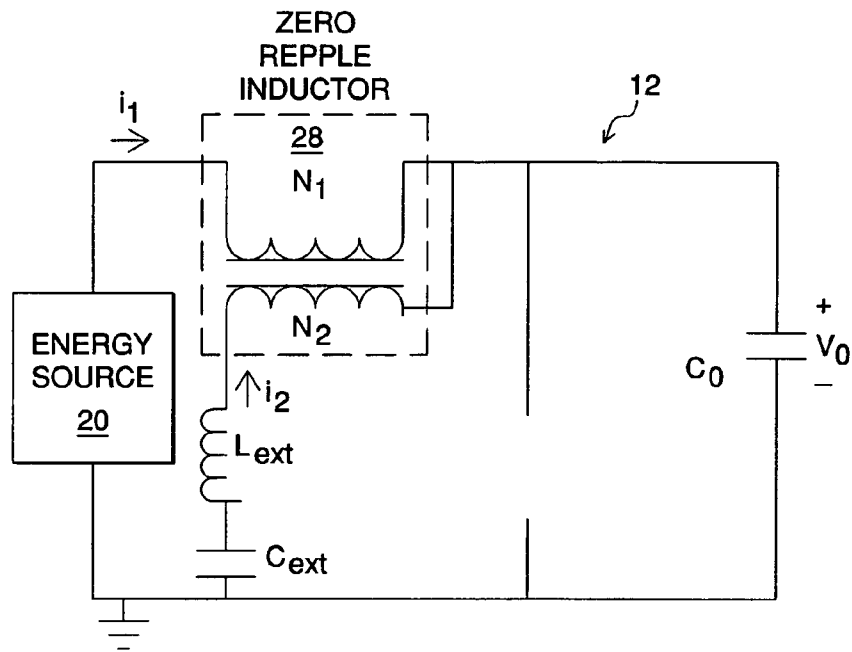 ZERO
REPPLE
INDUCTOR
12
i1
28
N1
ENERGY
SOURCE
20
N2
+
V0
–
C0
i2
Lext
Cext